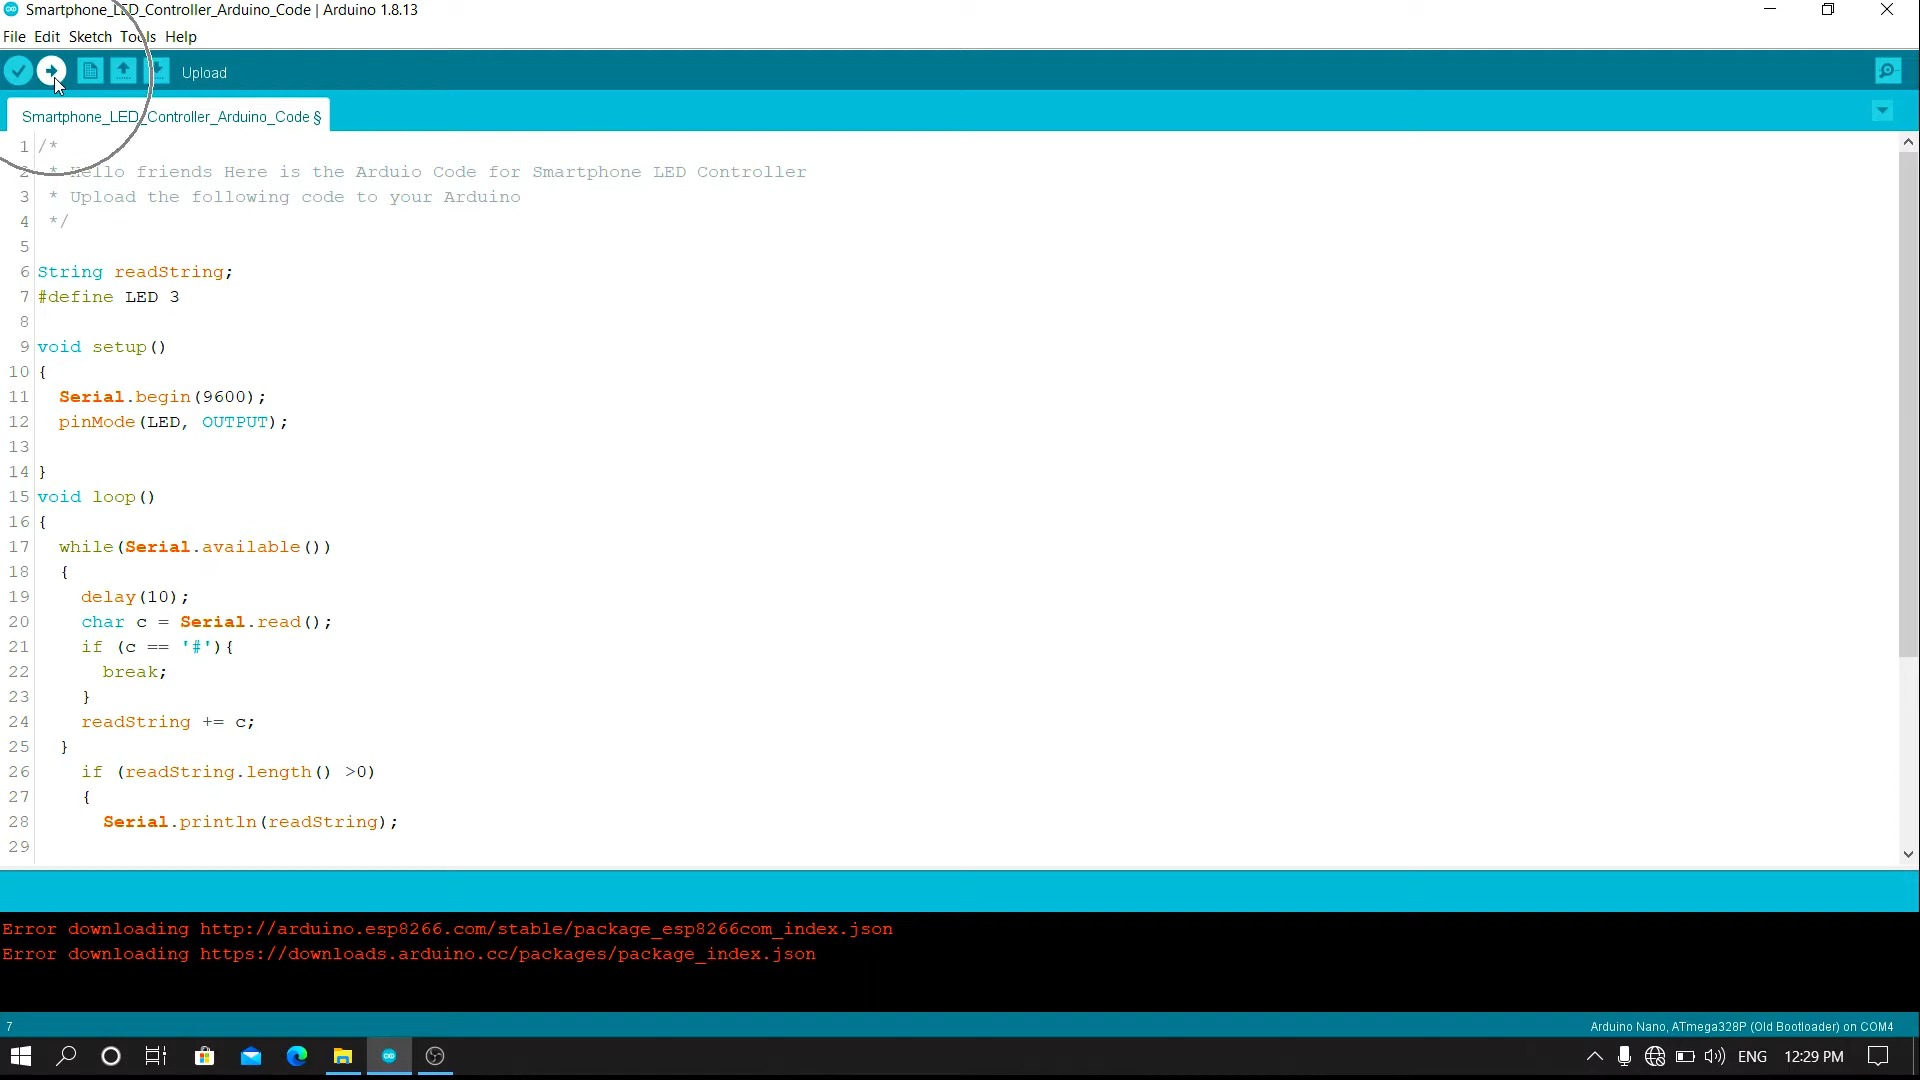 Smartphone_LED_Controller_Arduino_Code | Arduino 1.8.13
File Edit Sketch Tools Help
Upload
Smartphone_LED_Controller_Arduino_Code §
1 /*
2 * Hello friends Here is the Arduio Code for Smartphone LED Controller
3 * Upload the following code to your Arduino
4 */
5
6 String readString;
7 #define LED 3
8
9 void setup()
10 {
11 Serial.begin(9600);
12 pinMode(LED, OUTPUT);
13
14 }
15 void loop()
16 {
17 while(Serial.available())
18 {
19 delay(10);
20 char c = Serial.read();
21 if (c == '#'){
22 break;
23 }
24 readString += c;
25 }
26 if (readString.length() >0)
27 {
28 Serial.println(readString);
29
Error downloading http://arduino.esp8266.com/stable/package_esp8266com_index.json
Error downloading https://downloads.arduino.cc/packages/package_index.json
7 Arduino Nano, ATmega328P (Old Bootloader) on COM4
ENG 12:29 PM